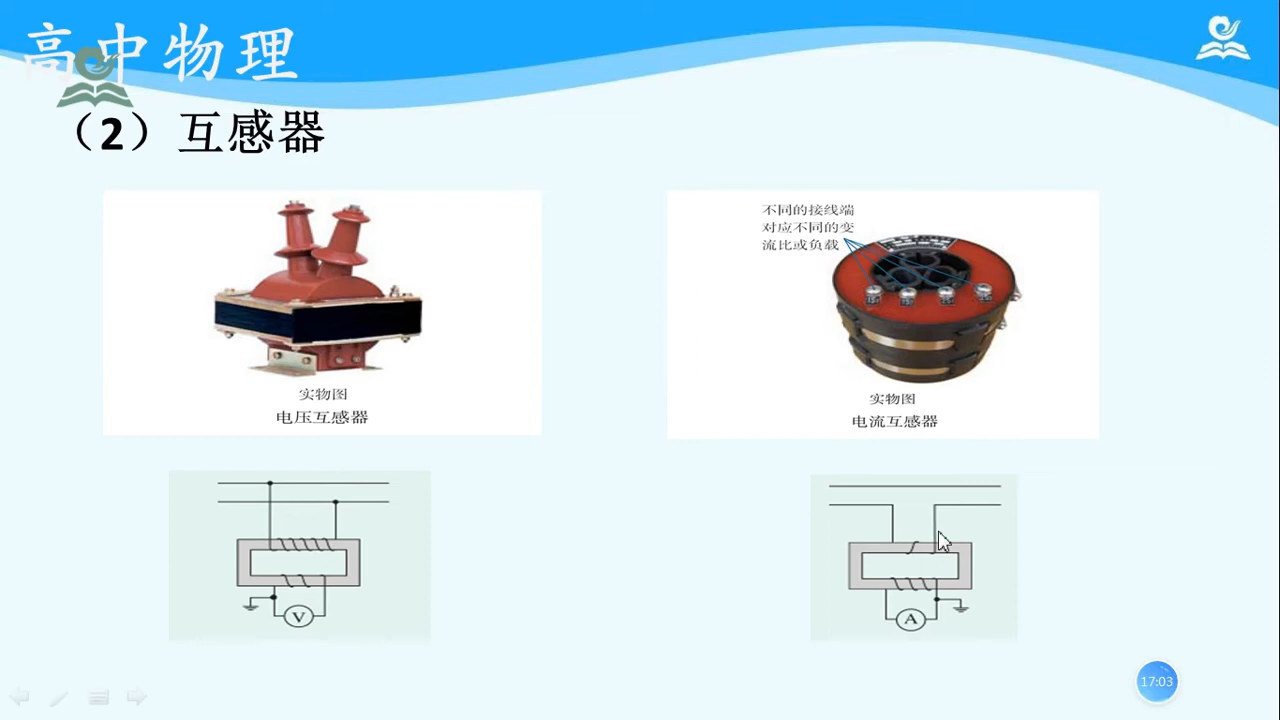 高中物理
（2）互感器
不同的接线端
对应不同的变
流比或负载
实物图
电压互感器
实物图
电流互感器
V
A
17:03